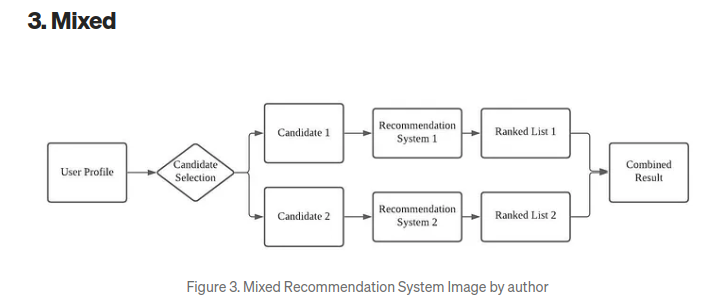 3. Mixed
User Profile
Candidate
Selection
Candidate 1
Recommendation
System 1
Ranked List 1
Candidate 2
Recommendation
System 2
Ranked List 2
Combined
Result
Figure 3. Mixed Recommendation System Image by author